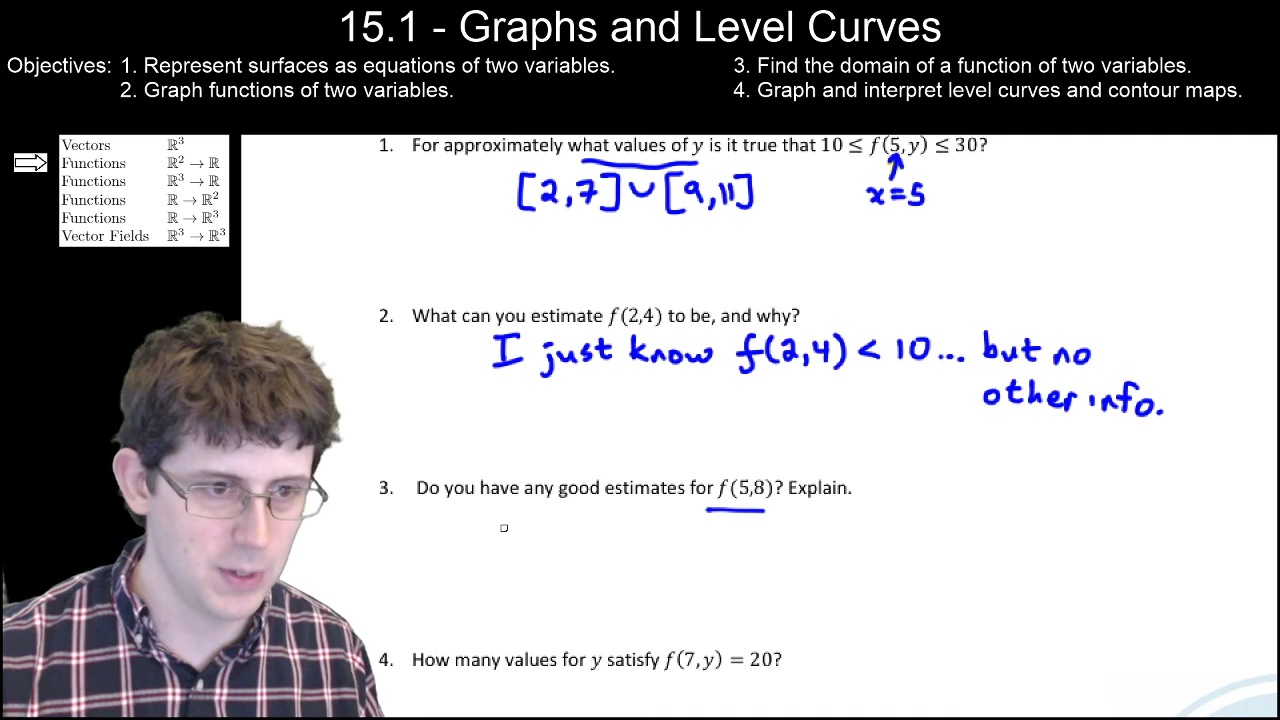 15.1 - Graphs and Level Curves
Objectives: 1. Represent surfaces as equations of two variables.
2. Graph functions of two variables.
3. Find the domain of a function of two variables.
4. Graph and interpret level curves and contour maps.
Vectors ℝ³
Functions ℝ² → ℝ
Functions ℝ³ → ℝ
Functions ℝ → ℝ²
Functions ℝ → ℝ³
Vector Fields ℝ³ → ℝ³
1. For approximately what values of y is it true that 10 ≤ f(5, y) ≤ 30?
[2,7] ∪ [9,11]
x=5
2. What can you estimate f(2,4) to be, and why?
I just know f(2,4) < 10... but no
other info.
3. Do you have any good estimates for f(5,8)? Explain.
4. How many values for y satisfy f(7, y) = 20?